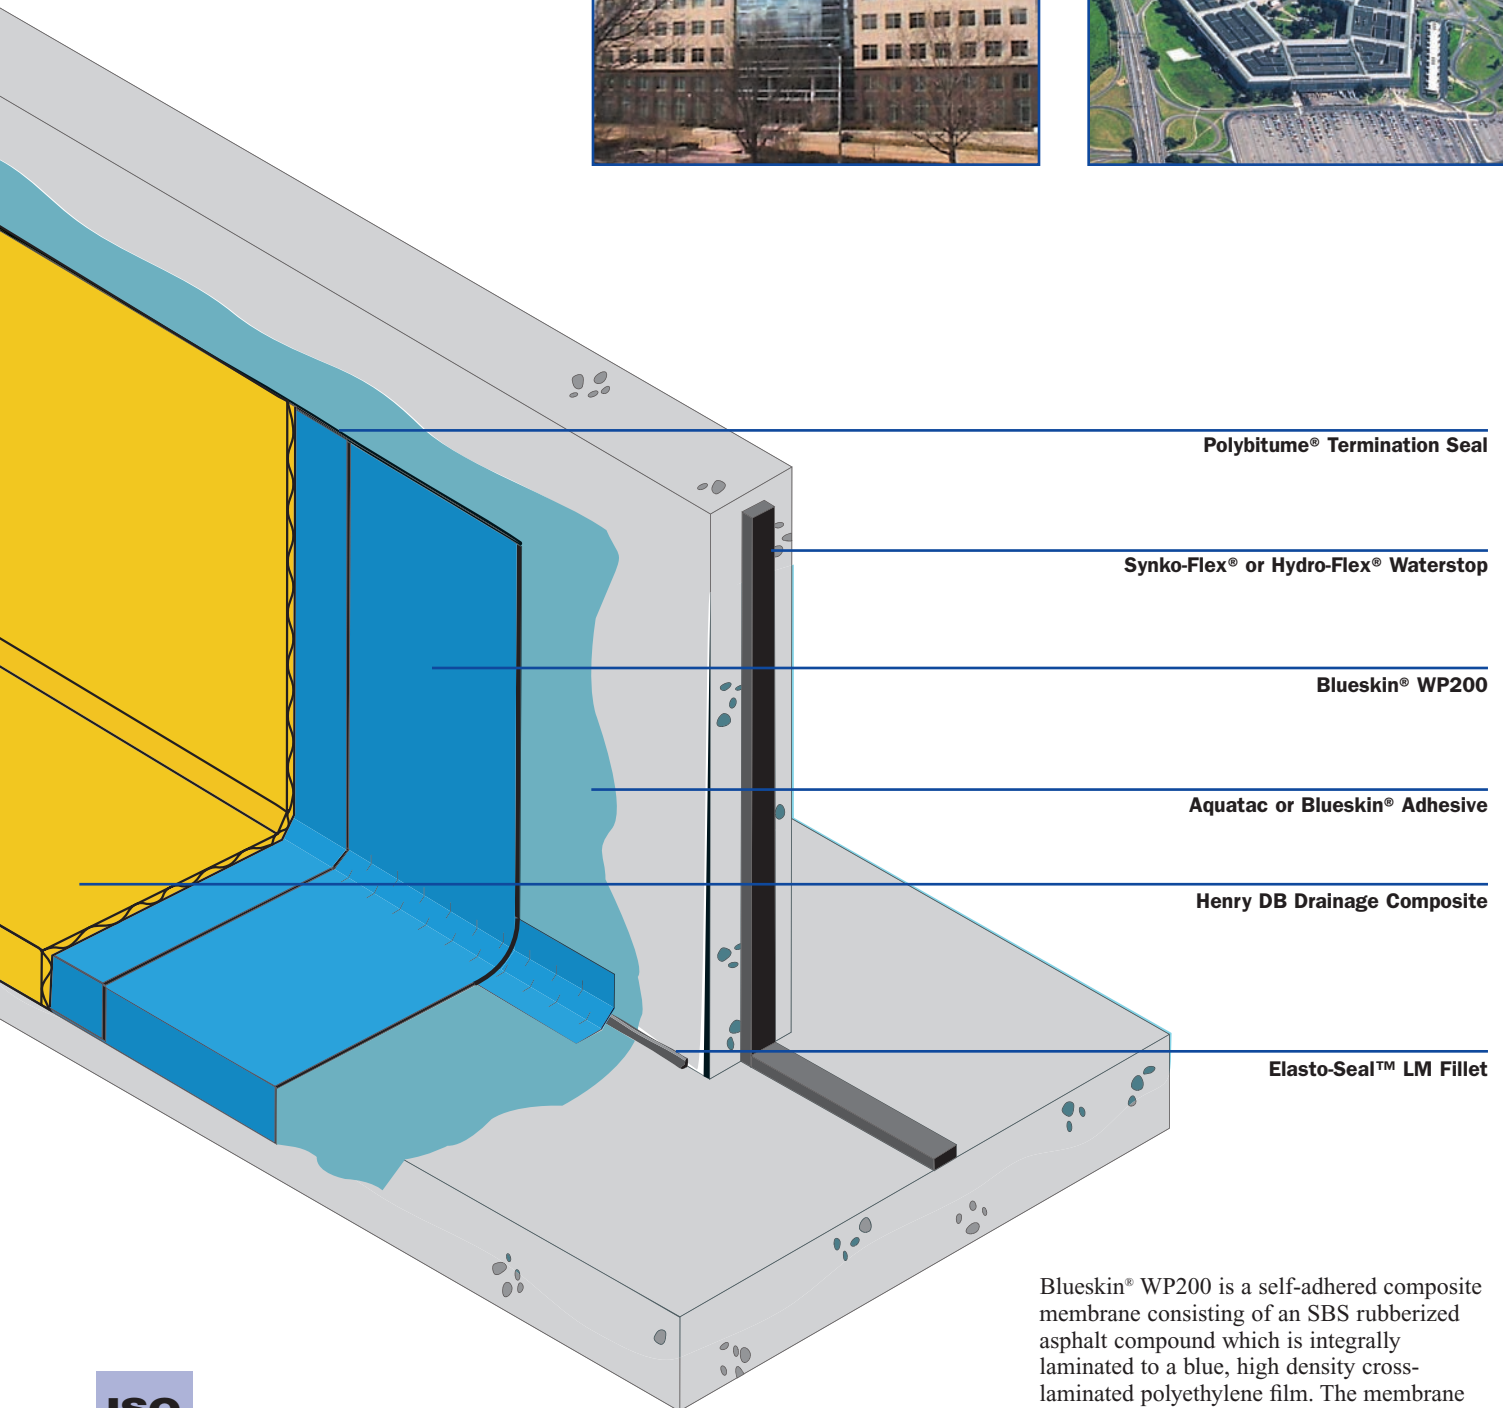 Polybitume® Termination Seal
Synko-Flex® or Hydro-Flex® Waterstop
Blueskin® WP200
Aquatac or Blueskin® Adhesive
Henry DB Drainage Composite
Elasto-Seal™ LM Fillet
Blueskin® WP200 is a self-adhered composite
membrane consisting of an SBS rubberized
asphalt compound which is integrally
laminated to a blue, high density cross-
laminated polyethylene film. The membrane
ISO